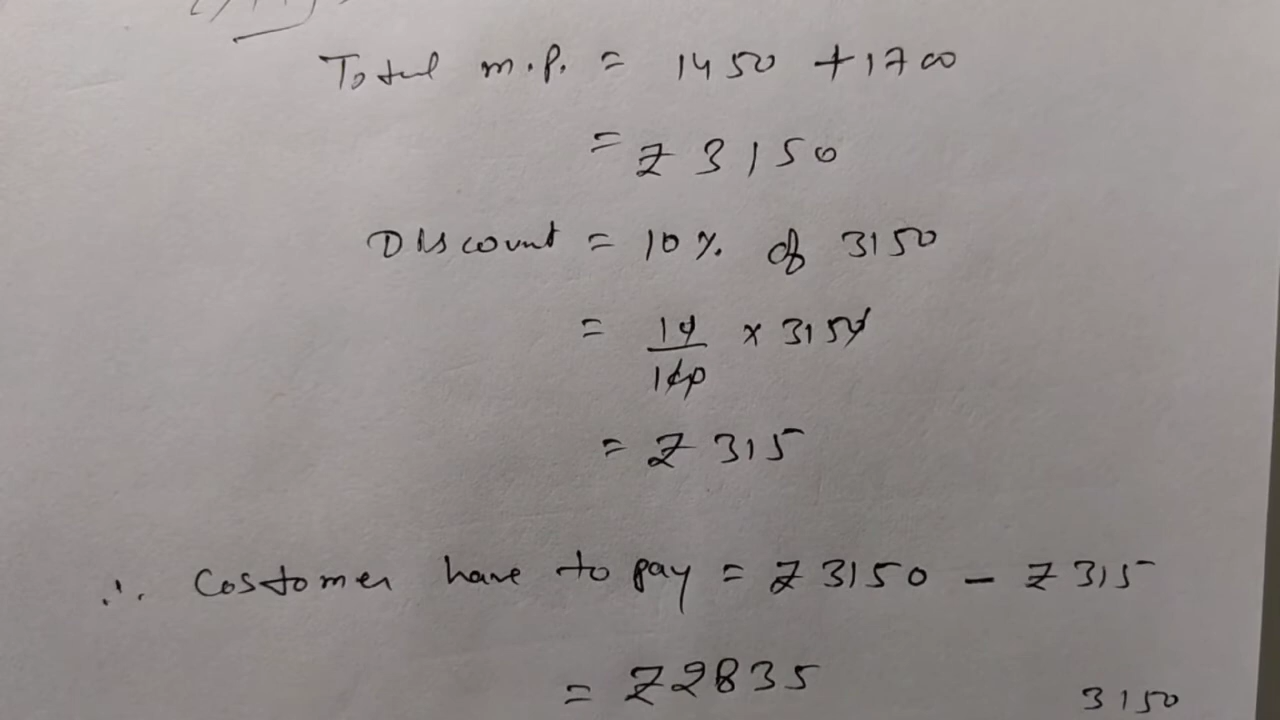 Total m.p. = 1450 + 1700
= ₹ 3150
Discount = 10% of 3150
= 10/100 × 3150
= ₹ 315
∴ Costomer have to pay = ₹ 3150 - ₹ 315
= ₹2835
3150